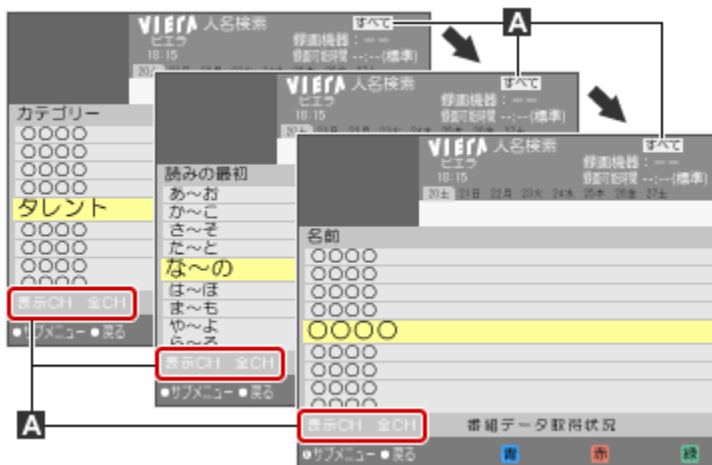 VIErA 人名検索 すべて
ビエラ 録画機器：－－
18:15 録画可能時間 --:--(標準)
カテゴリー
○○○○
○○○○
○○○○
○○○○
タレント
○○○○
○○○○
○○○○
○○○○
表示CH 全CH
●サブメニュー ●戻る
VIErA 人名検索 すべて
ビエラ 録画機器：－－
18:15 録画可能時間 --:--(標準)
読みの最初
あ～お
か～こ
さ～そ
た～と
な～の
は～ほ
ま～も
や～よ
ら～ろ
表示CH 全CH
●サブメニュー ●戻る
VIErA 人名検索 すべて
ビエラ 録画機器：－－
18:15 録画可能時間 --:--(標準)
20土 21日 22月 23火 24水 25木 26金 27土
名前
○○○○
○○○○
○○○○
○○○○
○○○○
○○○○
○○○○
○○○○
○○○○
表示CH 全CH 番組データ取得状況
●サブメニュー ●戻る 青 赤 緑
A
A